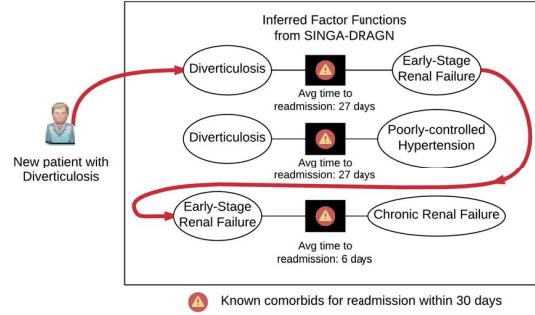 Inferred Factor Functions
from SINGA-DRAGN
Diverticulosis
Early-Stage
Renal Failure
Avg time to
readmission: 27 days
New patient with
Diverticulosis
Diverticulosis
Poorly-controlled
Hypertension
Avg time to
readmission: 27 days
Early-Stage
Renal Failure
Chronic Renal Failure
Avg time to
readmission: 6 days
Known comorbids for readmission within 30 days